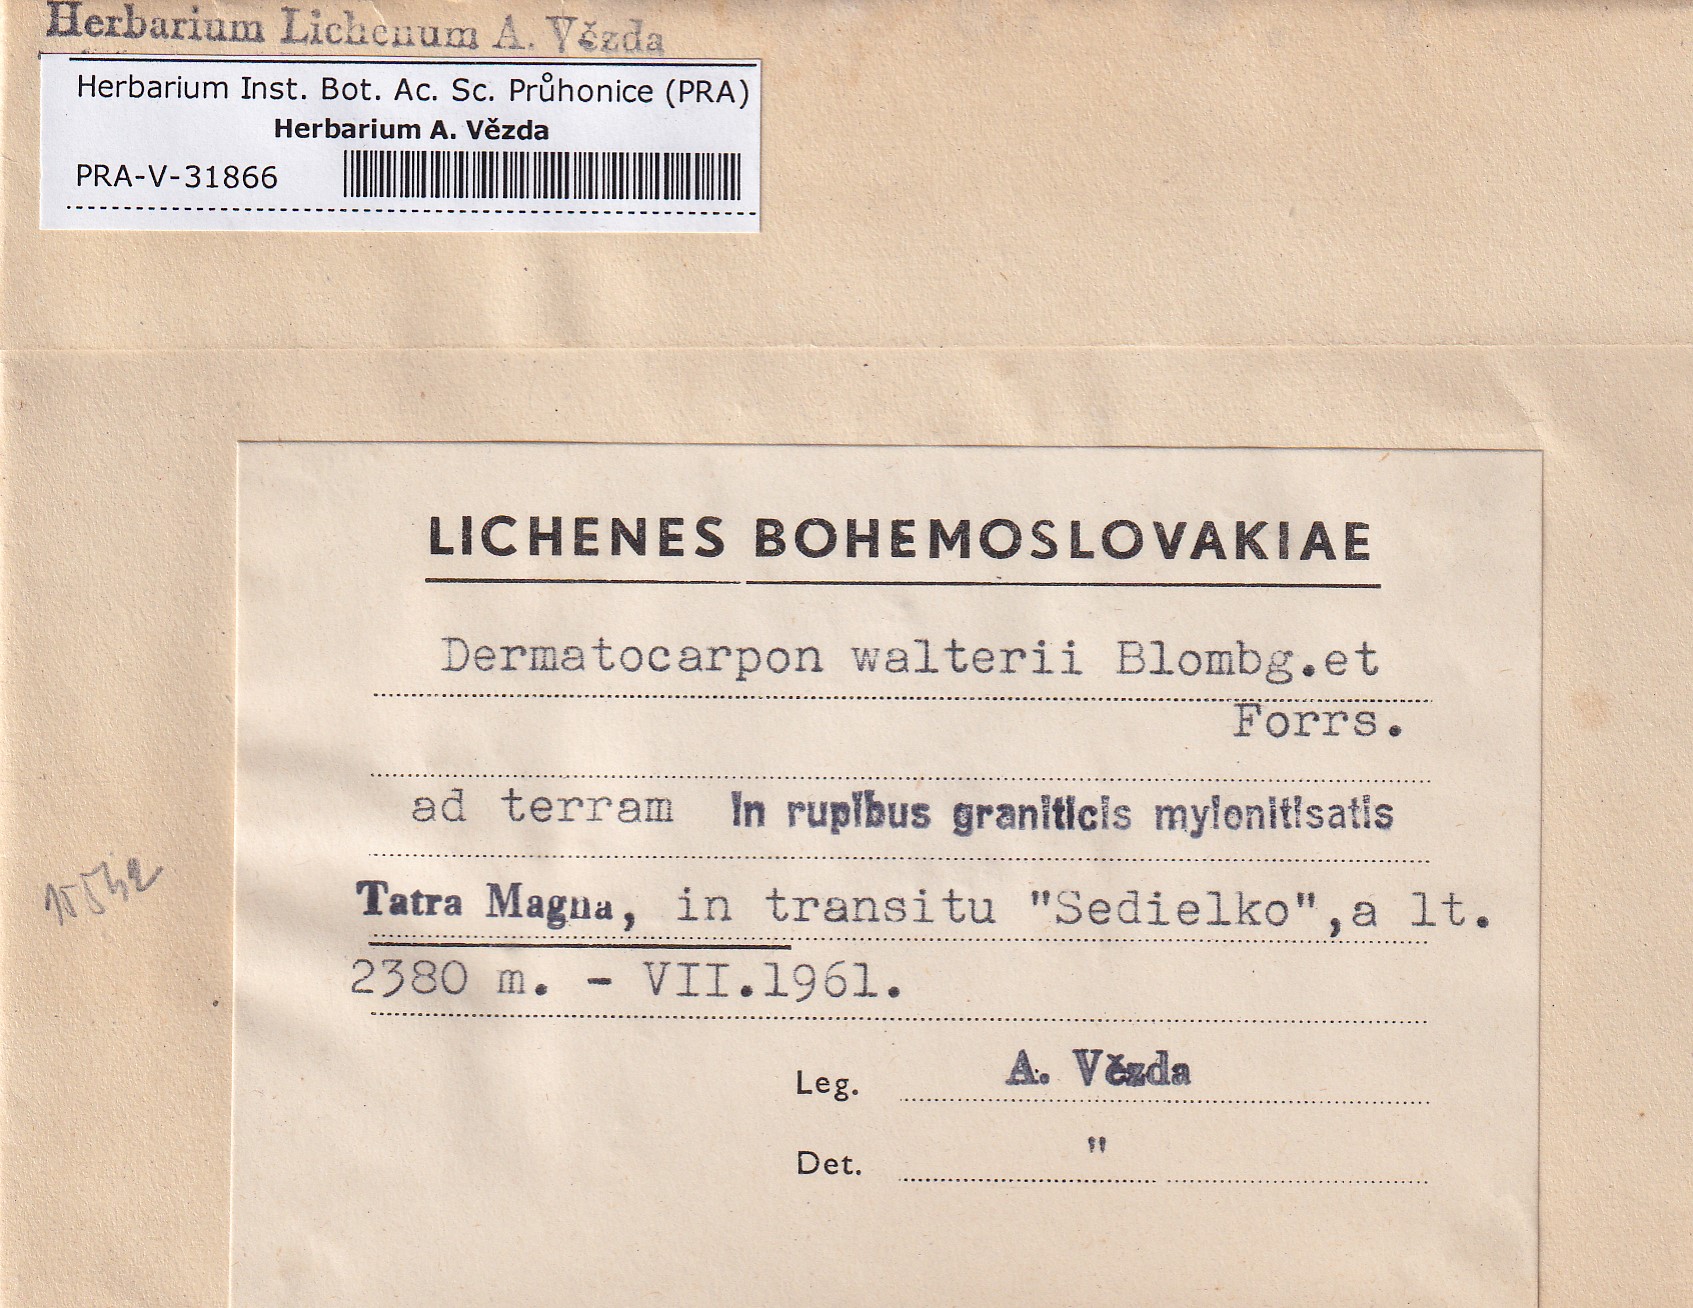 Herbarium Lichenum A. Vězda
Herbarium Inst. Bot. Ac. Sc. Průhonice (PRA)
Herbarium A. Vězda
PRA-V-31866
LICHENES BOHEMOSLOVAKIAE
Dermatocarpon walterii Blombg.et
Forrs.
ad terram in rupibus graniticis mylonitisatis
Tatra Magna, in transitu "Sedielko",a lt.
2380 m. - VII.1961.
Leg. A. Vězda
Det. "